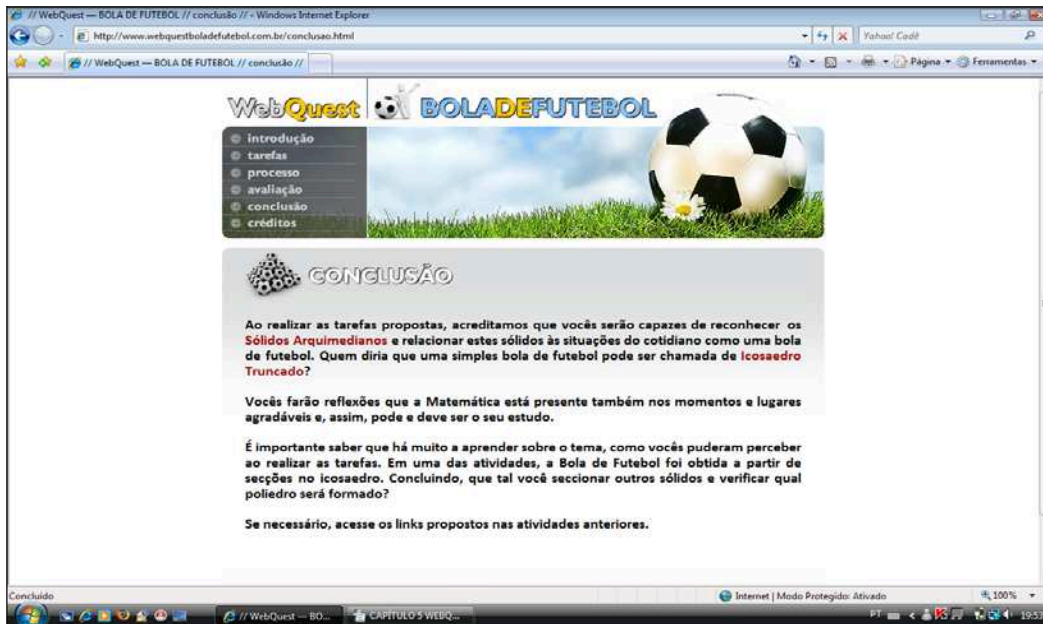 // WebQuest — BOLA DE FUTEBOL // conclusão // - Windows Internet Explorer
http://www.webquestboladefutebol.com.br/conclusao.html
Yahoo! Cadê
// WebQuest — BOLA DE FUTEBOL // conclusão //
Página
Ferramentas
WebQuest BOLADEFUTEBOL
introdução
tarefas
processo
avaliação
conclusão
créditos
CONCLUSÃO
Ao realizar as tarefas propostas, acreditamos que vocês serão capazes de reconhecer os
Sólidos Arquimedianos e relacionar estes sólidos às situações do cotidiano como uma bola
de futebol. Quem diria que uma simples bola de futebol pode ser chamada de Icosaedro
Truncado?
Vocês farão reflexões que a Matemática está presente também nos momentos e lugares
agradáveis e, assim, pode e deve ser o seu estudo.
É importante saber que há muito a aprender sobre o tema, como vocês puderam perceber
ao realizar as tarefas. Em uma das atividades, a Bola de Futebol foi obtida a partir de
secções no icosaedro. Concluindo, que tal você seccionar outros sólidos e verificar qual
poliedro será formado?
Se necessário, acesse os links propostos nas atividades anteriores.
Concluído
Internet | Modo Protegido: Ativado
100%
// WebQuest — BO...
CAPÍTULO 5 WEBQ...
PT
19:53